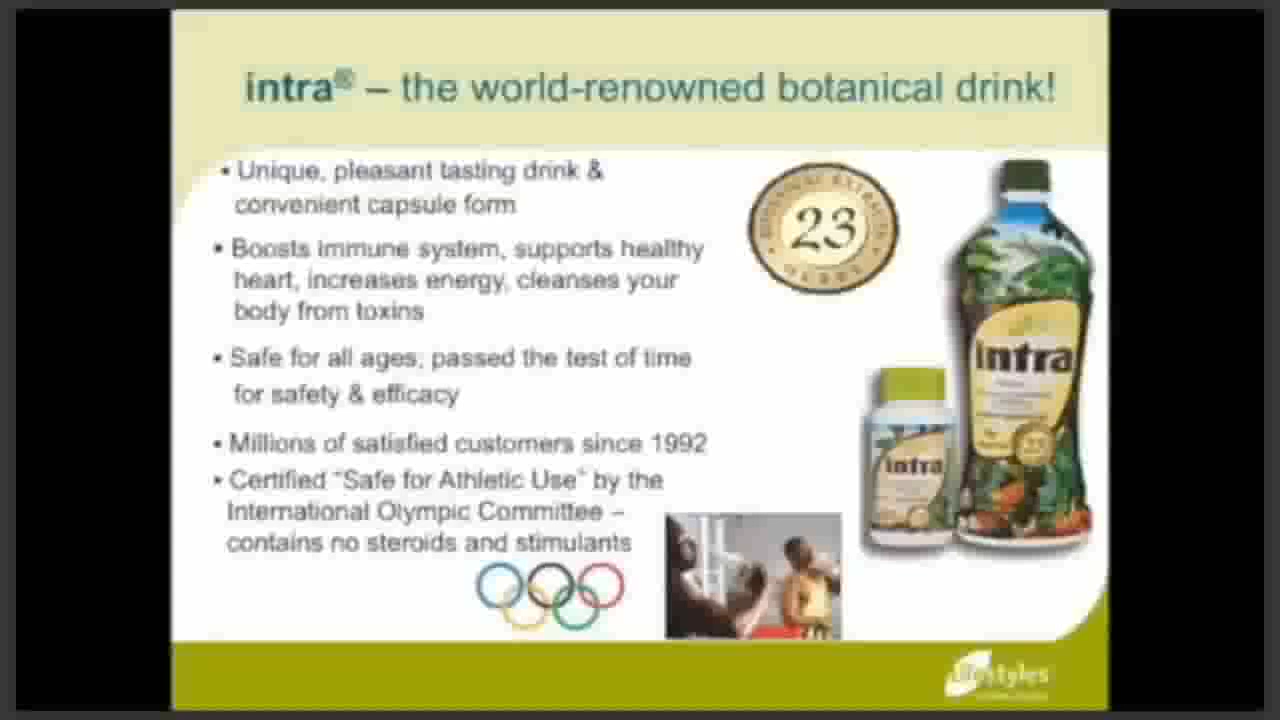 intra® – the world-renowned botanical drink!
• Unique, pleasant tasting drink &
convenient capsule form
• Boosts immune system, supports healthy
heart, increases energy, cleanses your
body from toxins
• Safe for all ages; passed the test of time
for safety & efficacy
• Millions of satisfied customers since 1992
• Certified "Safe for Athletic Use" by the
International Olympic Committee –
contains no steroids and stimulants
BOTANICAL EXTRACTS
23
intra
intra
lifestyles